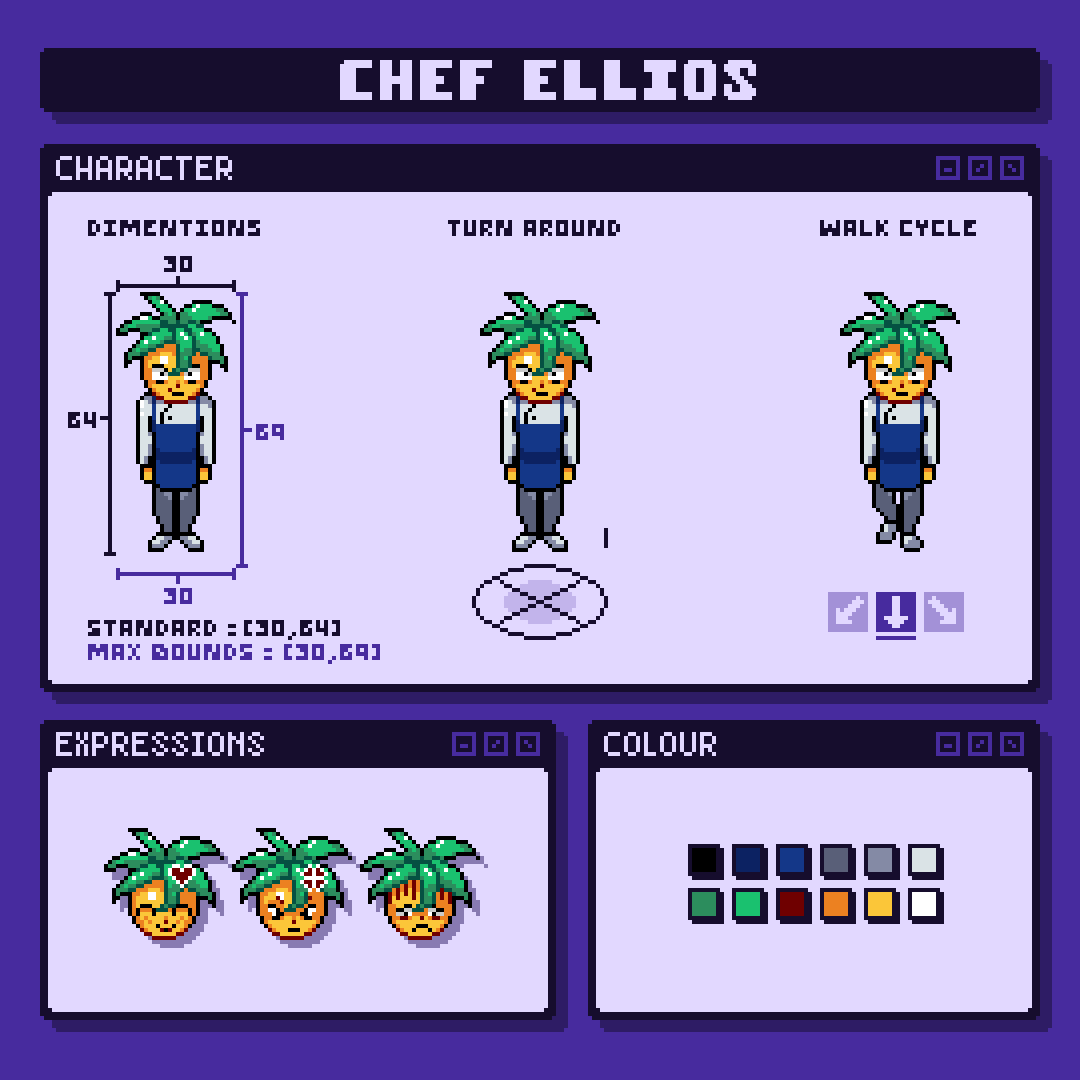 CHEF ELLIOS
CHARACTER
DIMENTIONS
TURN AROUND
WALK CYCLE
30
64
69
30
STANDARD :[30,64]
MAX BOUNDS : [30,69]
EXPRESSIONS
COLOUR